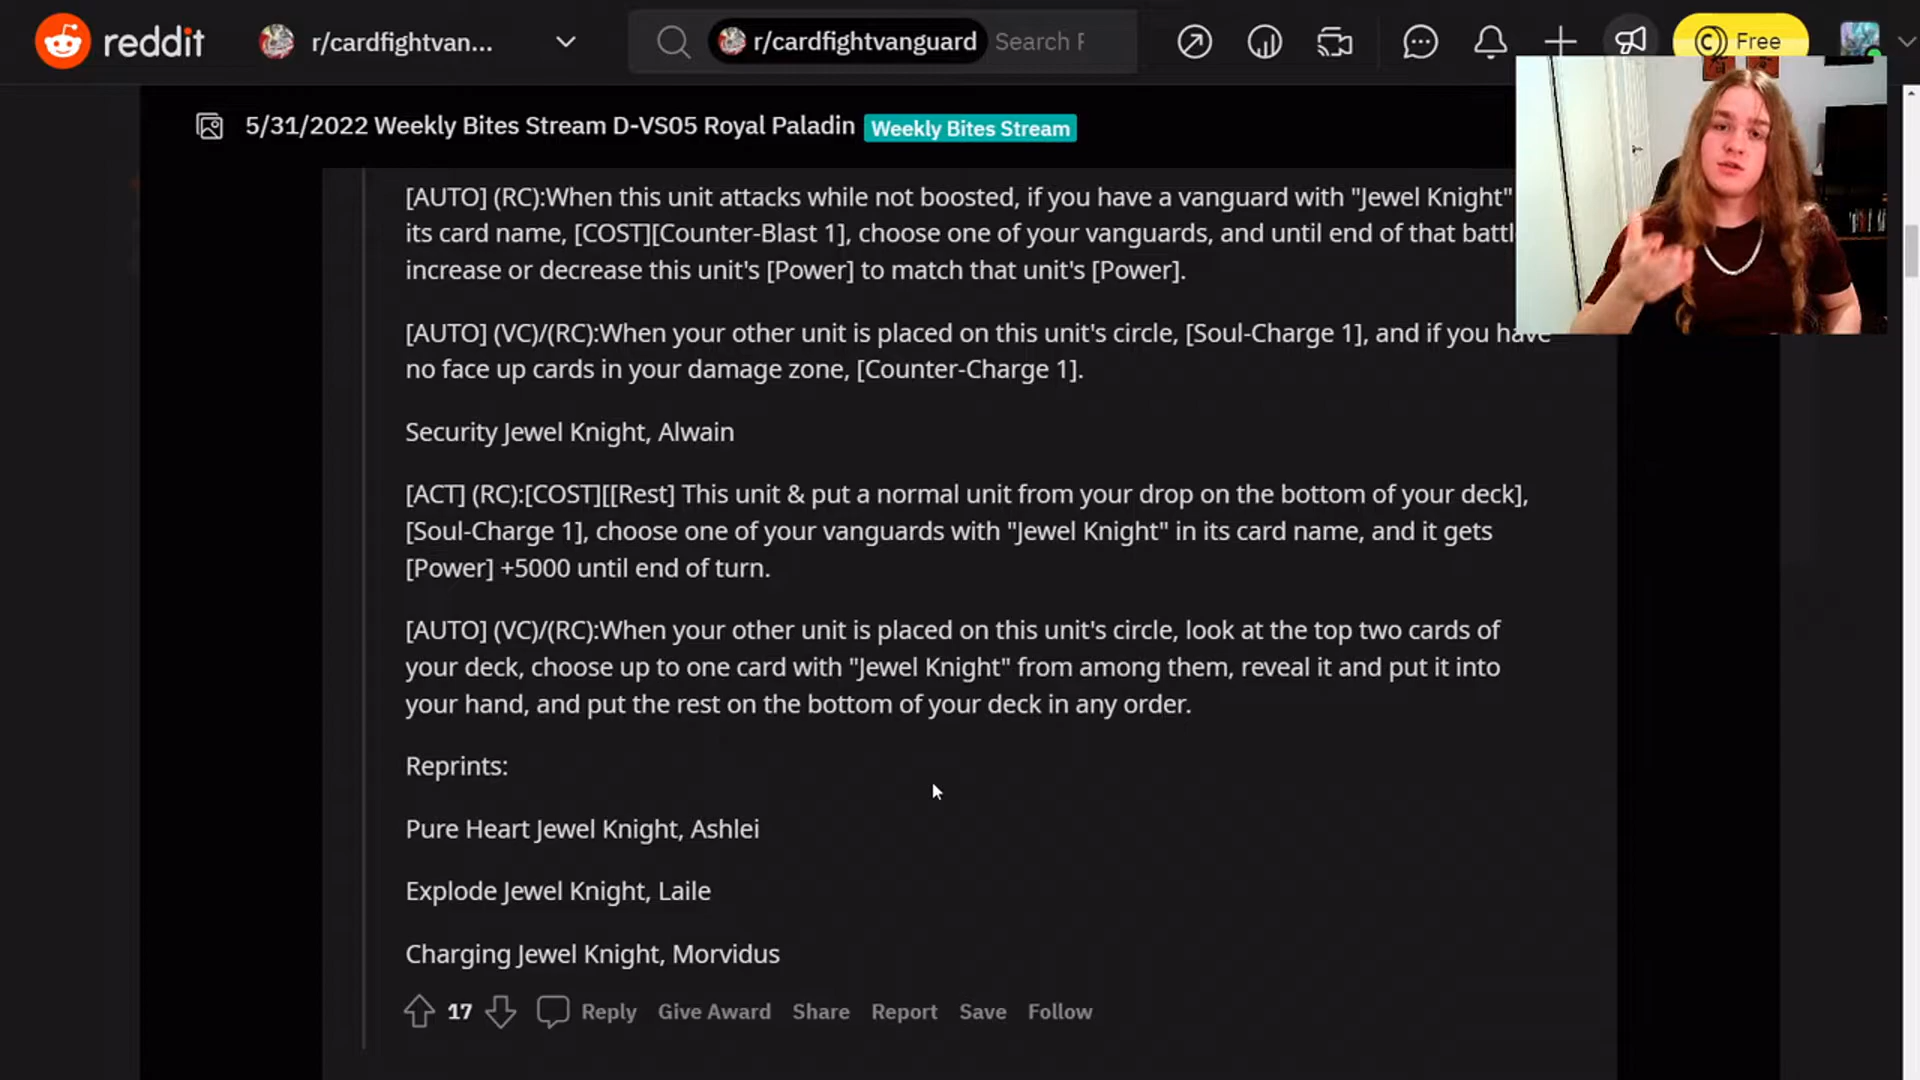 reddit r/cardfightvan... r/cardfightvanguard Search F Free
5/31/2022 Weekly Bites Stream D-VS05 Royal Paladin Weekly Bites Stream
[AUTO] (RC):When this unit attacks while not boosted, if you have a vanguard with "Jewel Knight"
its card name, [COST][Counter-Blast 1], choose one of your vanguards, and until end of that battl
increase or decrease this unit's [Power] to match that unit's [Power].
[AUTO] (VC)/(RC):When your other unit is placed on this unit's circle, [Soul-Charge 1], and if you have
no face up cards in your damage zone, [Counter-Charge 1].
Security Jewel Knight, Alwain
[ACT] (RC):[COST][[Rest] This unit & put a normal unit from your drop on the bottom of your deck],
[Soul-Charge 1], choose one of your vanguards with "Jewel Knight" in its card name, and it gets
[Power] +5000 until end of turn.
[AUTO] (VC)/(RC):When your other unit is placed on this unit's circle, look at the top two cards of
your deck, choose up to one card with "Jewel Knight" from among them, reveal it and put it into
your hand, and put the rest on the bottom of your deck in any order.
Reprints:
Pure Heart Jewel Knight, Ashlei
Explode Jewel Knight, Laile
Charging Jewel Knight, Morvidus
17 Reply Give Award Share Report Save Follow